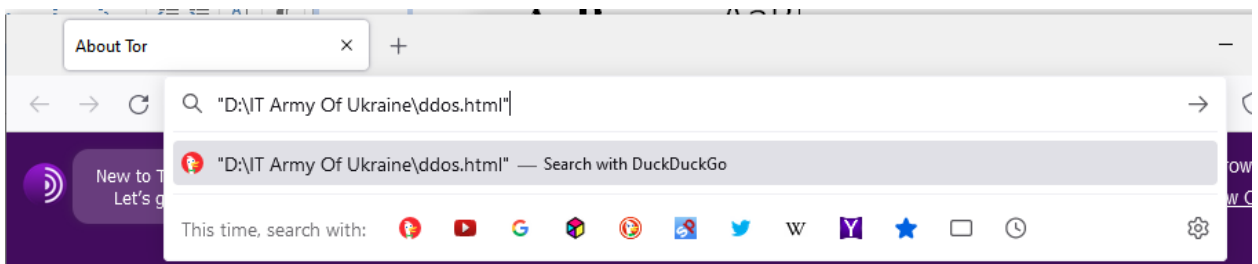 About Tor
"D:\IT Army Of Ukraine\ddos.html"
"D:\IT Army Of Ukraine\ddos.html" — Search with DuckDuckGo
New to T
Let's g
This time, search with: